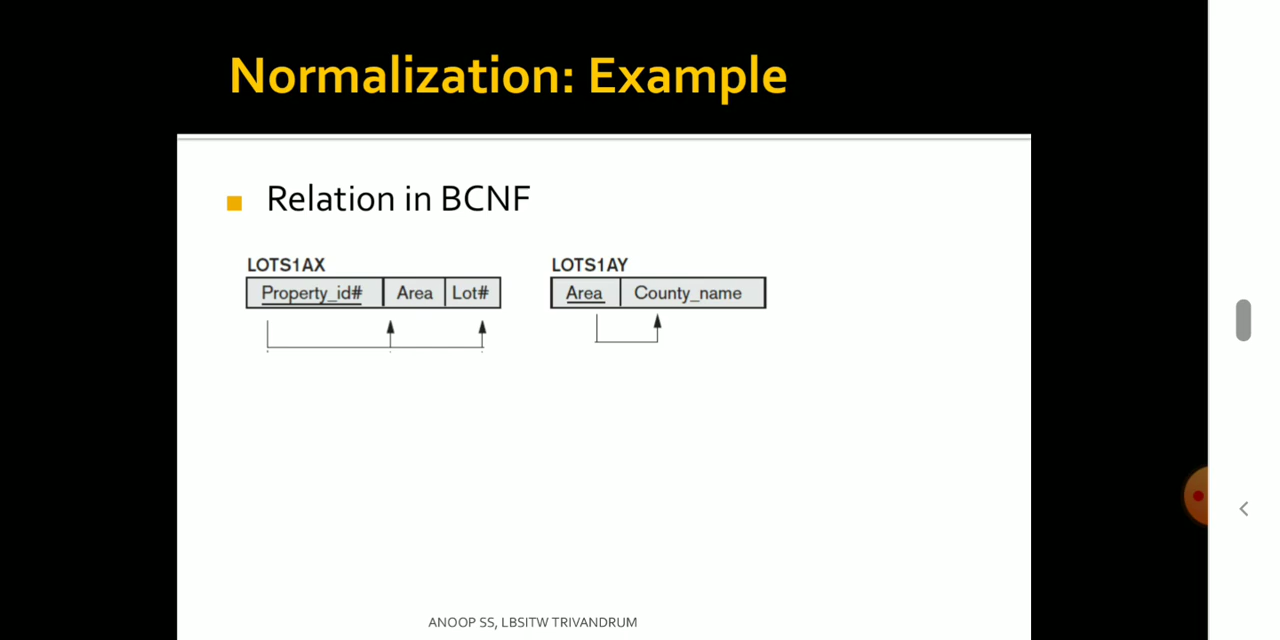 Normalization: Example
Relation in BCNF
LOTS1AX
Property_id# Area Lot#
LOTS1AY
Area County_name
ANOOP SS, LBSITW TRIVANDRUM